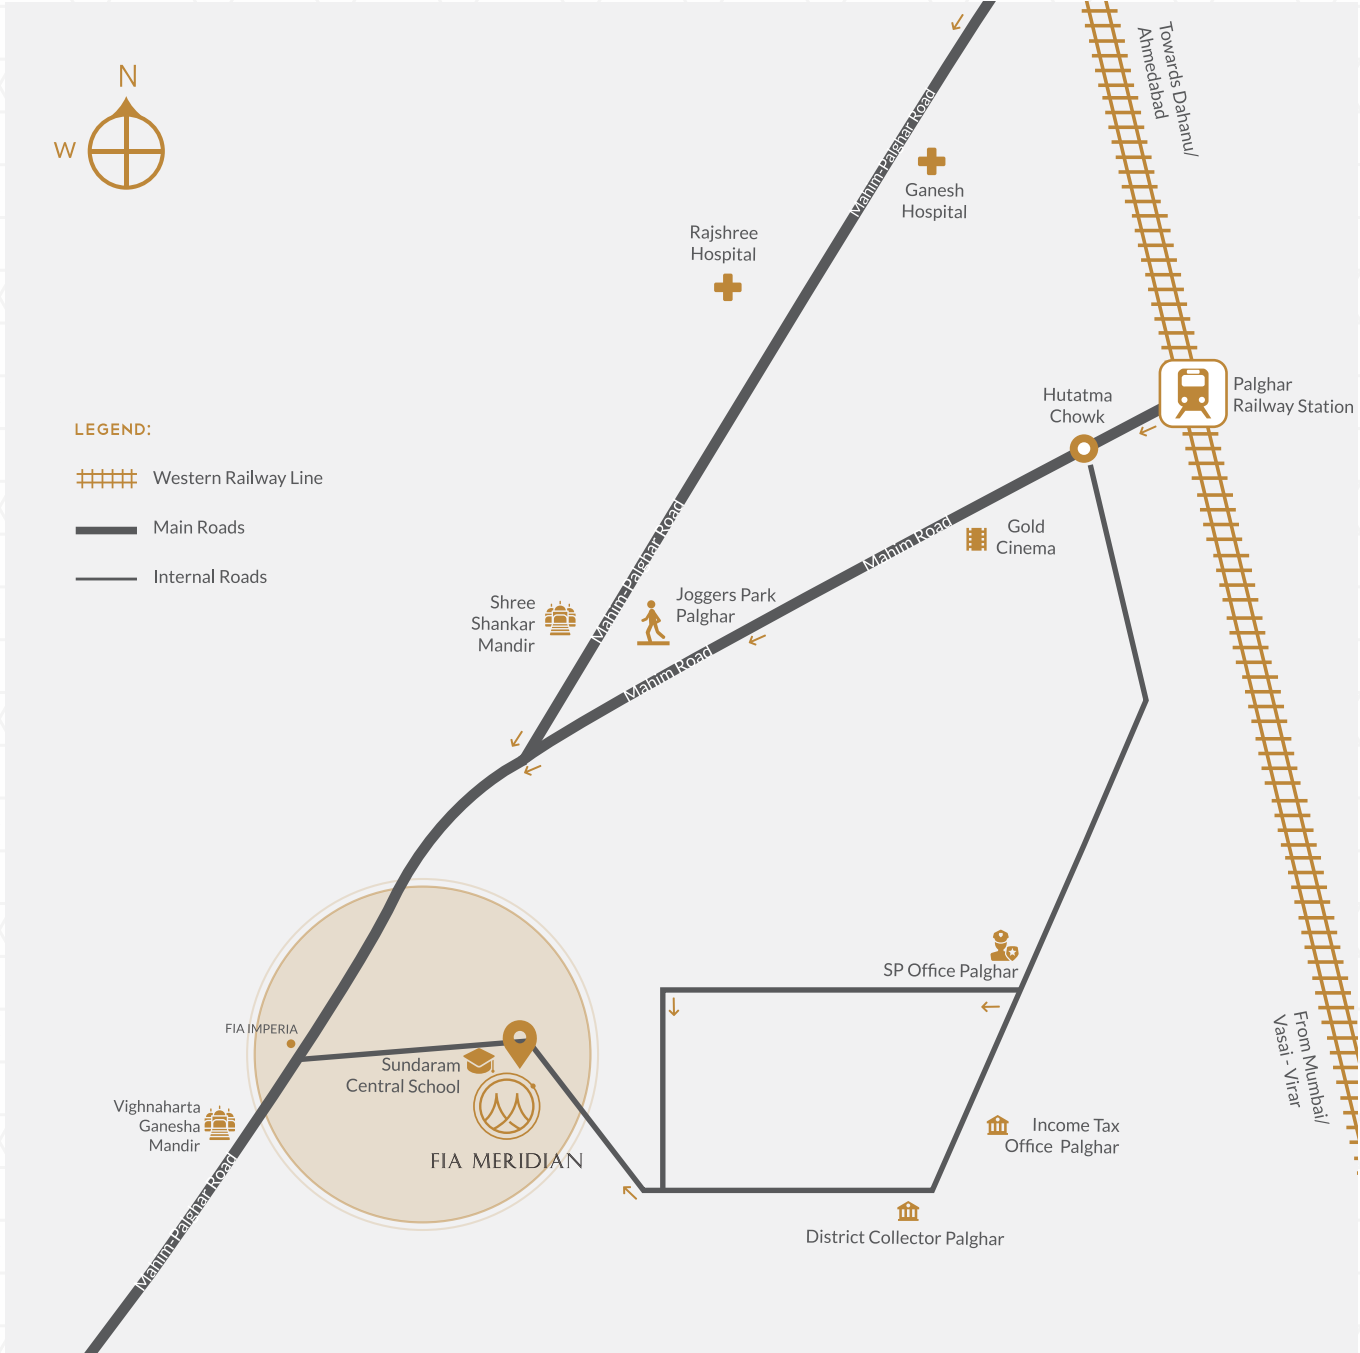 N
W
Towards Dahanu/
Ahmedabad
Mahim-Palghar Road
Ganesh
Hospital
Rajshree
Hospital
Palghar
Railway Station
Hutatma
Chowk
LEGEND:
Western Railway Line
Main Roads
Internal Roads
Gold
Cinema
Mahim Road
Mahim-Palghar Road
Joggers Park
Palghar
Shree
Shankar
Mandir
Mahim Road
SP Office Palghar
From Mumbai/
Vasai - Virar
FIA IMPERIA
Sundaram
Central School
Vighnaharta
Ganesha
Mandir
FIA MERIDIAN
Income Tax
Office Palghar
Mahim-Palghar Road
District Collector Palghar